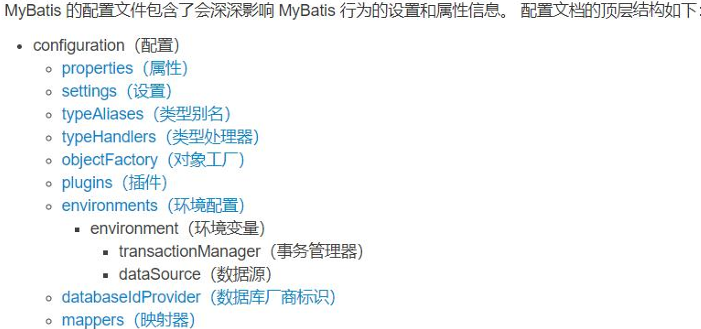 MyBatis 的配置文件包含了会深深影响 MyBatis 行为的设置和属性信息。 配置文档的顶层结构如下：
configuration（配置）
properties（属性）
settings（设置）
typeAliases（类型别名）
typeHandlers（类型处理器）
objectFactory（对象工厂）
plugins（插件）
environments（环境配置）
environment（环境变量）
transactionManager（事务管理器）
dataSource（数据源）
databaseIdProvider（数据库厂商标识）
mappers（映射器）